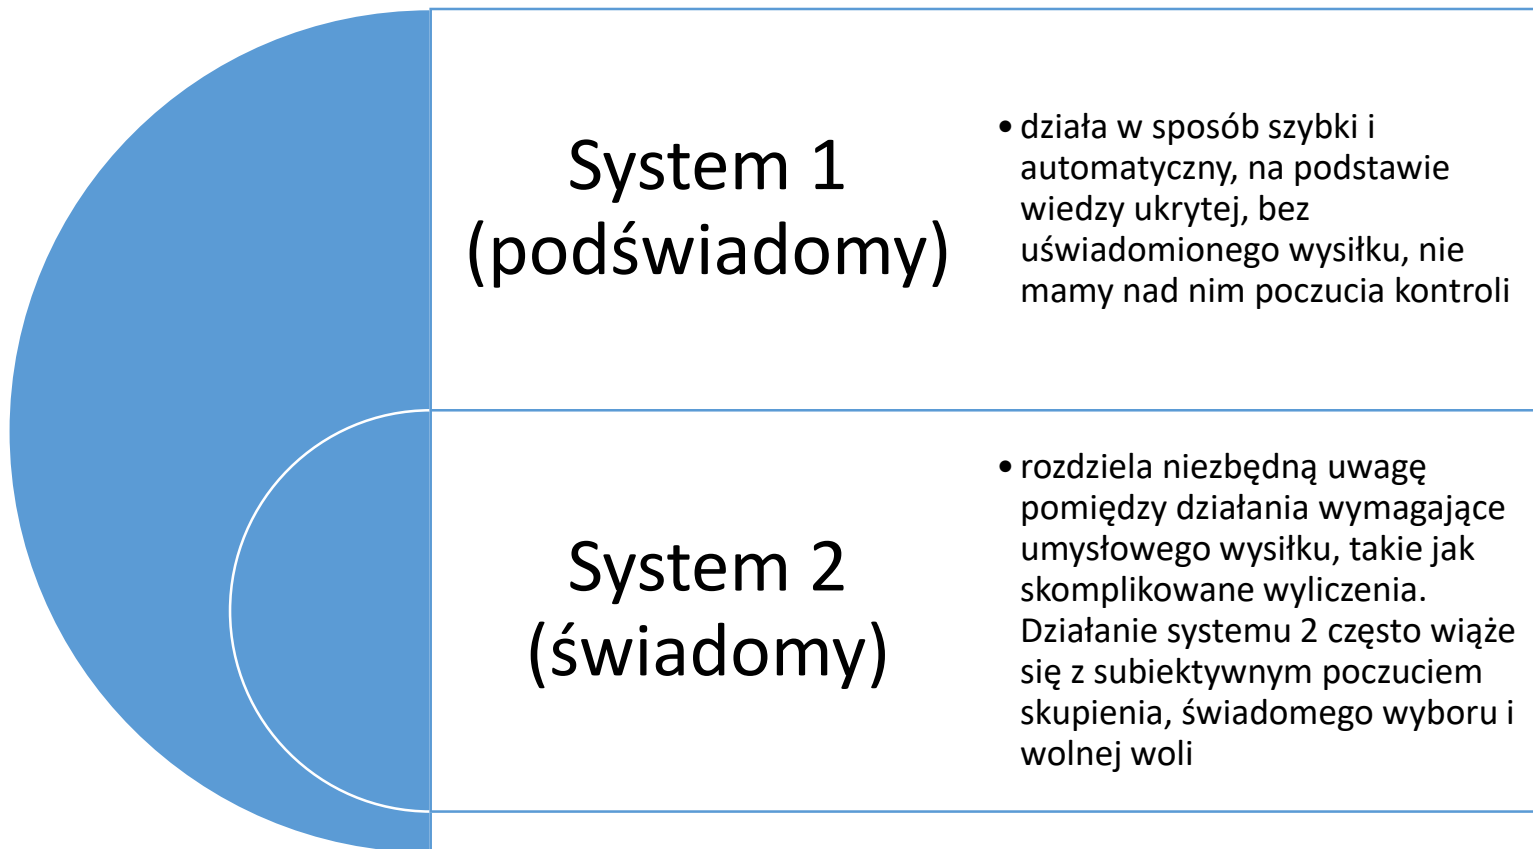 System 1
(podświadomy)
• działa w sposób szybki i
automatyczny, na podstawie
wiedzy ukrytej, bez
uświadomionego wysiłku, nie
mamy nad nim poczucia kontroli
System 2
(świadomy)
• rozdziela niezbędną uwagę
pomiędzy działania wymagające
umysłowego wysiłku, takie jak
skomplikowane wyliczenia.
Działanie systemu 2 często wiąże
się z subiektywnym poczuciem
skupienia, świadomego wyboru i
wolnej woli